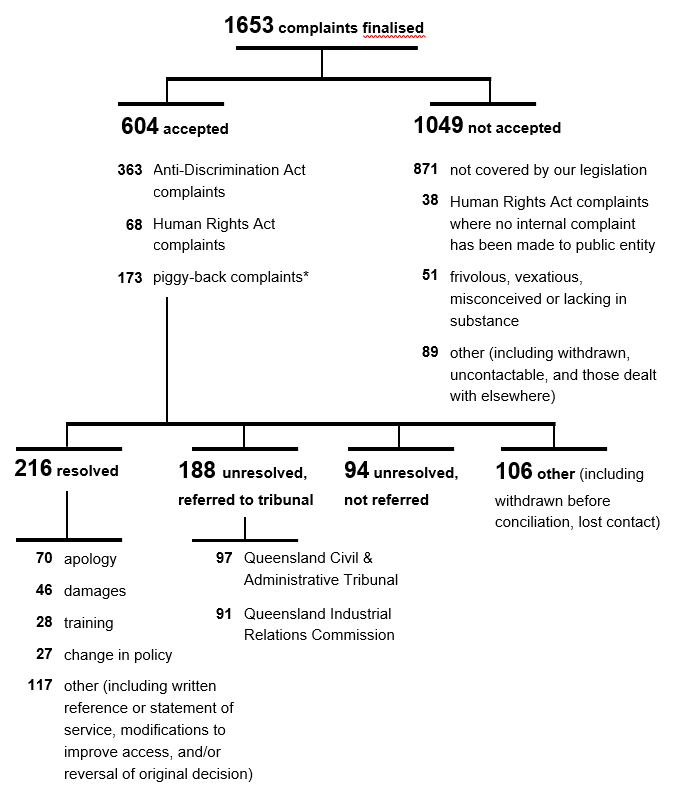 1653 complaints finalised
604 accepted
363 Anti-Discrimination Act
complaints
68 Human Rights Act
complaints
173 piggy-back complaints*
1049 not accepted
871 not covered by our legislation
38 Human Rights Act complaints
where no internal complaint
has been made to public entity
51 frivolous, vexatious,
misconceived or lacking in
substance
89 other (including withdrawn,
uncontactable, and those dealt
with elsewhere)
216 resolved
70 apology
46 damages
28 training
27 change in policy
117 other (including written
reference or statement of
service, modifications to
improve access, and/or
reversal of original decision)
188 unresolved,
referred to tribunal
97 Queensland Civil &
Administrative Tribunal
91 Queensland Industrial
Relations Commission
94 unresolved,
not referred
106 other (including
withdrawn before
conciliation, lost contact)